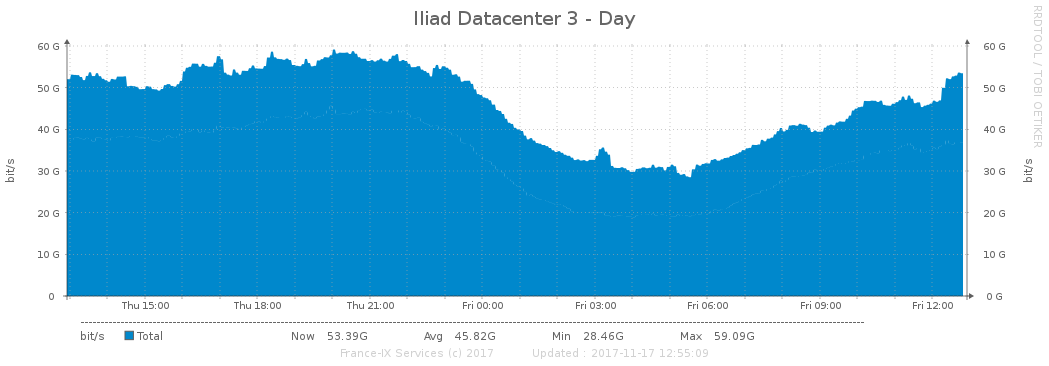 Iliad Datacenter 3 - Day
RRDTOOL / TOBI OETIKER
bit/s
60 G
50 G
40 G
30 G
20 G
10 G
0
60 G
50 G
40 G
30 G
20 G
10 G
0 G
bit/s
Thu 15:00 Thu 18:00 Thu 21:00 Fri 00:00 Fri 03:00 Fri 06:00 Fri 09:00 Fri 12:00
bit/s Total Now 53.39G Avg 45.82G Min 28.46G Max 59.09G
France-IX Services (c) 2017 Updated : 2017-11-17 12:55:09